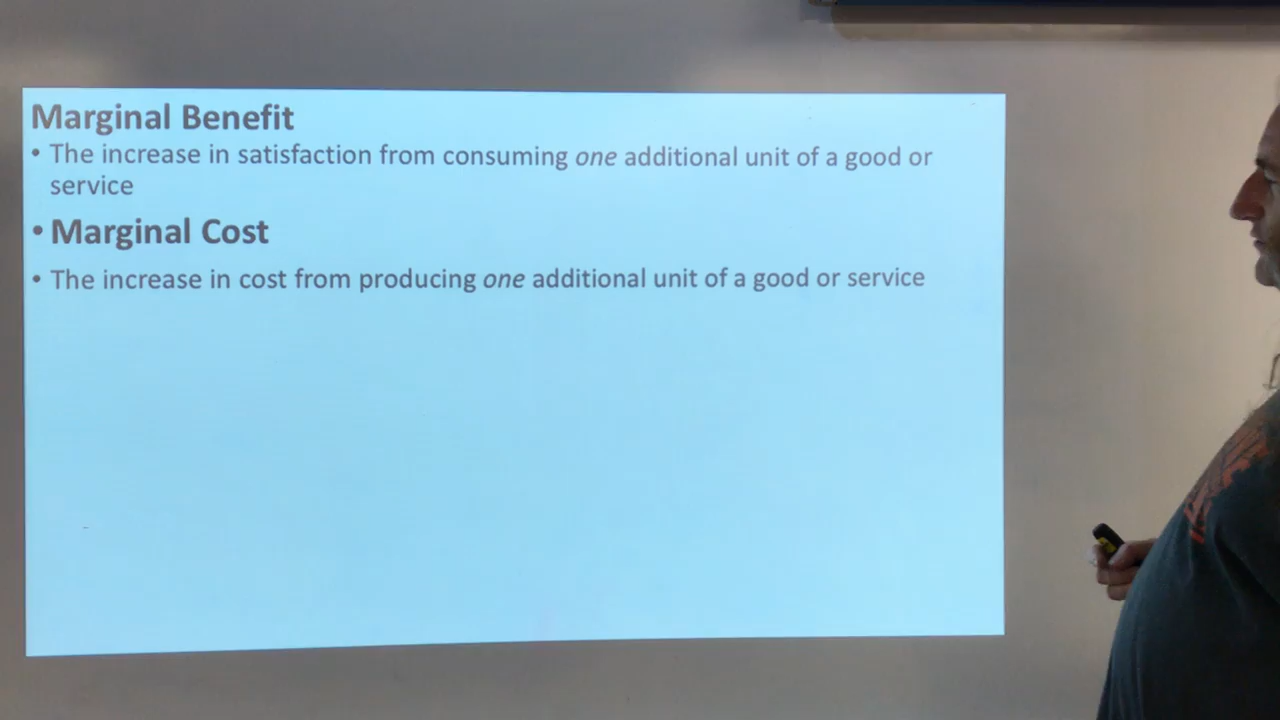 Marginal Benefit
• The increase in satisfaction from consuming one additional unit of a good or
service
• Marginal Cost
• The increase in cost from producing one additional unit of a good or service